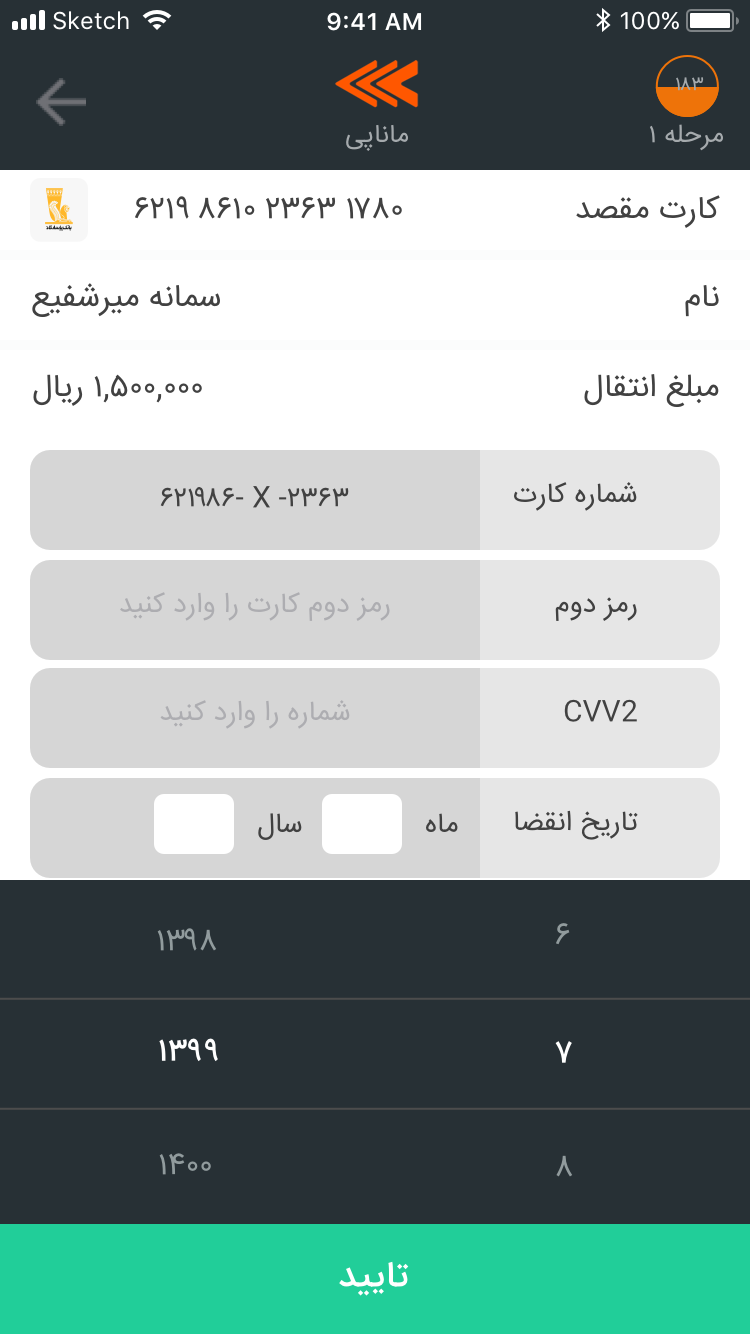 Sketch 9:41 AM 100%
۱۸۳
ماناپی
مرحله ۱
کارت مقصد ۶۲۱۹ ۸۶۱۰ ۲۳۶۳ ۱۷۸۰
نام سمانه میرشفیع
مبلغ انتقال ۱,۵۰۰,۰۰۰ ریال
شماره کارت ۶۲۱۹۸۶- X -۲۳۶۳
رمز دوم رمز دوم کارت را وارد کنید
CVV2 شماره را وارد کنید
تاریخ انقضا ماه سال
۶ ۱۳۹۸
۷ ۱۳۹۹
۸ ۱۴۰۰
تایید